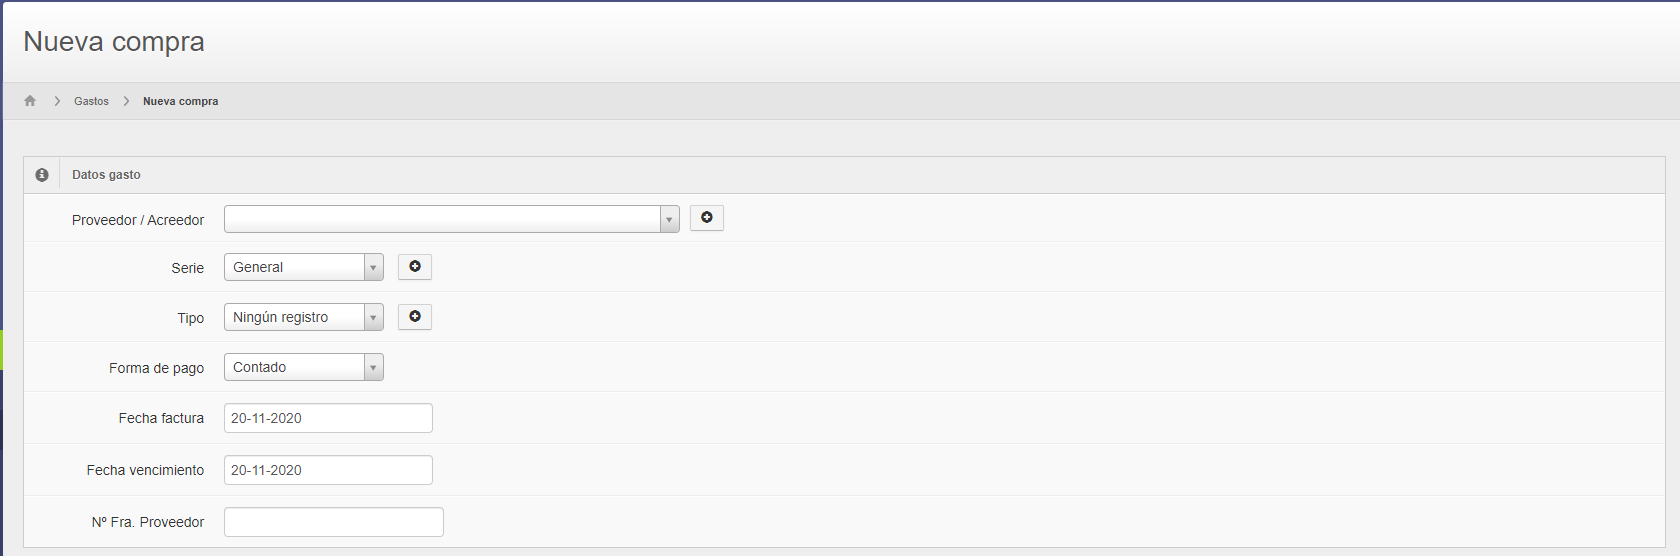 Nueva compra
Gastos Nueva compra
Datos gasto
Proveedor / Acreedor
Serie General
Tipo Ningún registro
Forma de pago Contado
Fecha factura 20-11-2020
Fecha vencimiento 20-11-2020
Nº Fra. Proveedor